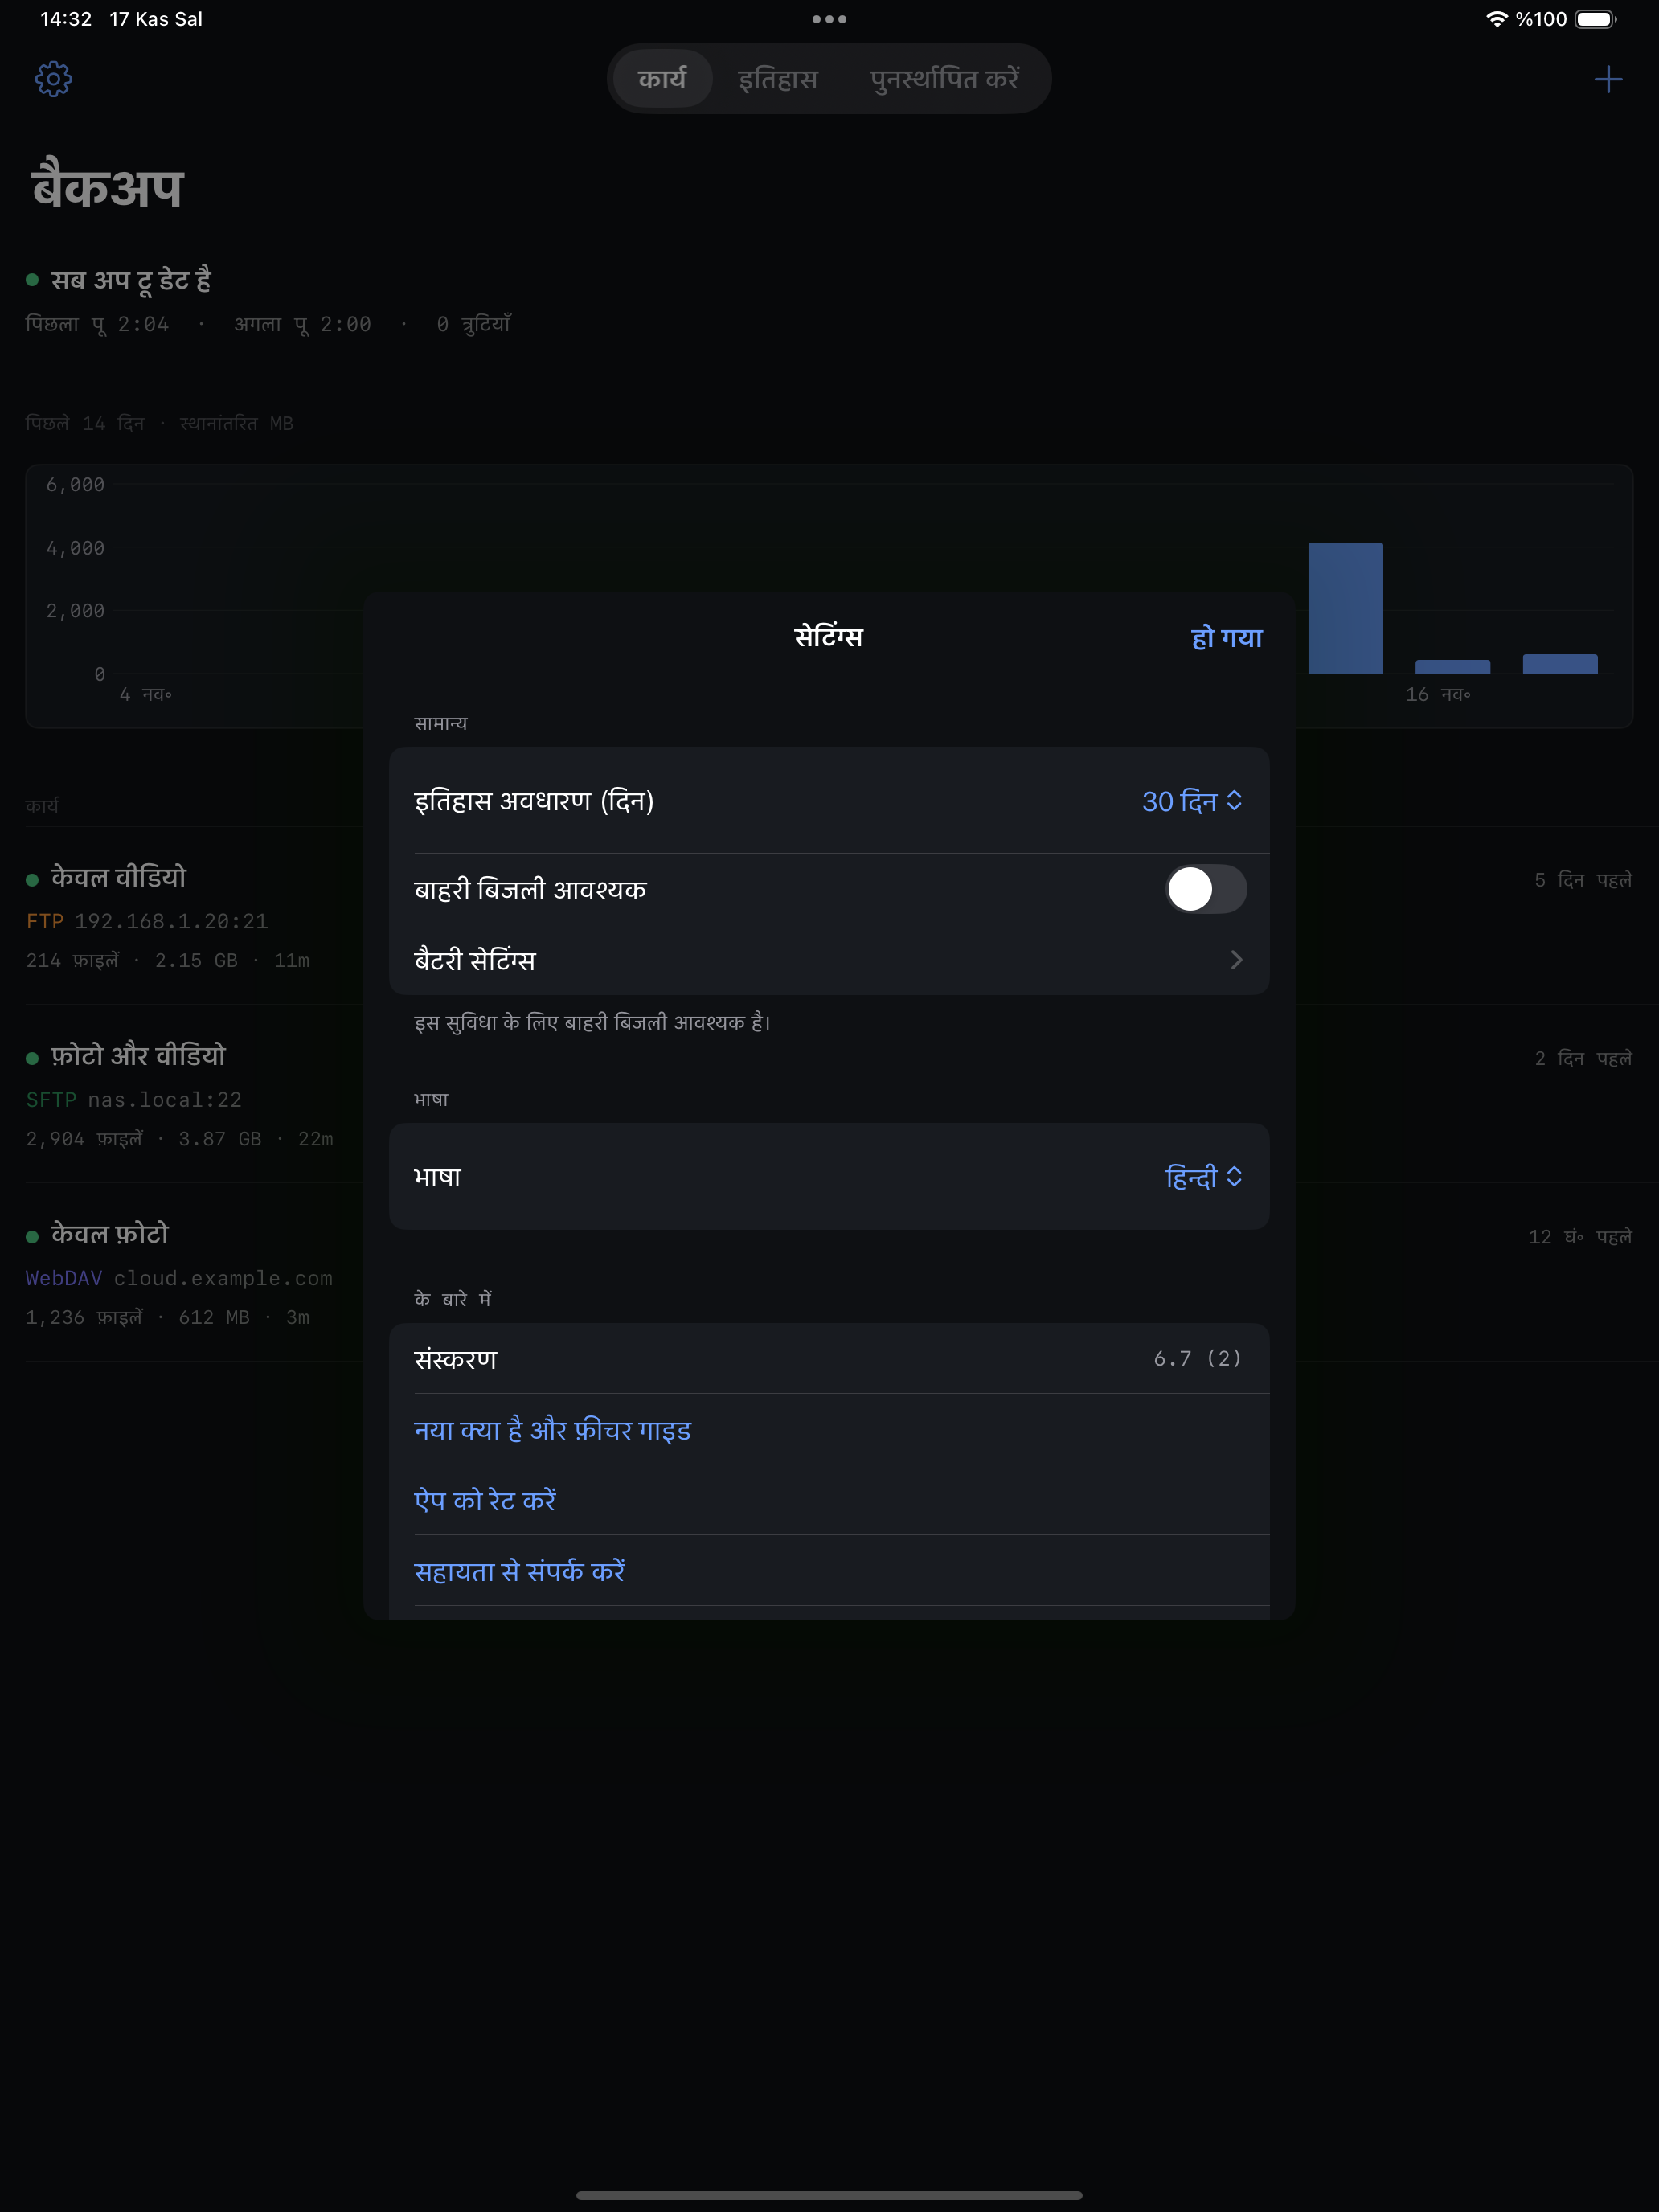 14:32 17 Kas Sal
%100
कार्य इतिहास पुनर्स्थापित करें
बैकअप
सब अप टू डेट है
पिछला पू 2:04 · अगला पू 2:00 · 0 त्रुटियाँ
पिछले 14 दिन · स्थानांतरित MB
6,000
4,000
2,000
0
4 नव॰
16 नव॰
कार्य
केवल वीडियो
5 दिन पहले
FTP 192.168.1.20:21
214 फ़ाइलें · 2.15 GB · 11m
फ़ोटो और वीडियो
2 दिन पहले
SFTP nas.local:22
2,904 फ़ाइलें · 3.87 GB · 22m
केवल फ़ोटो
12 घं॰ पहले
WebDAV cloud.example.com
1,236 फ़ाइलें · 612 MB · 3m
सेटिंग्स
हो गया
सामान्य
इतिहास अवधारण (दिन)
30 दिन
बाहरी बिजली आवश्यक
बैटरी सेटिंग्स
इस सुविधा के लिए बाहरी बिजली आवश्यक है।
भाषा
भाषा
हिन्दी
के बारे में
संस्करण
6.7 (2)
नया क्या है और फ़ीचर गाइड
ऐप को रेट करें
सहायता से संपर्क करें